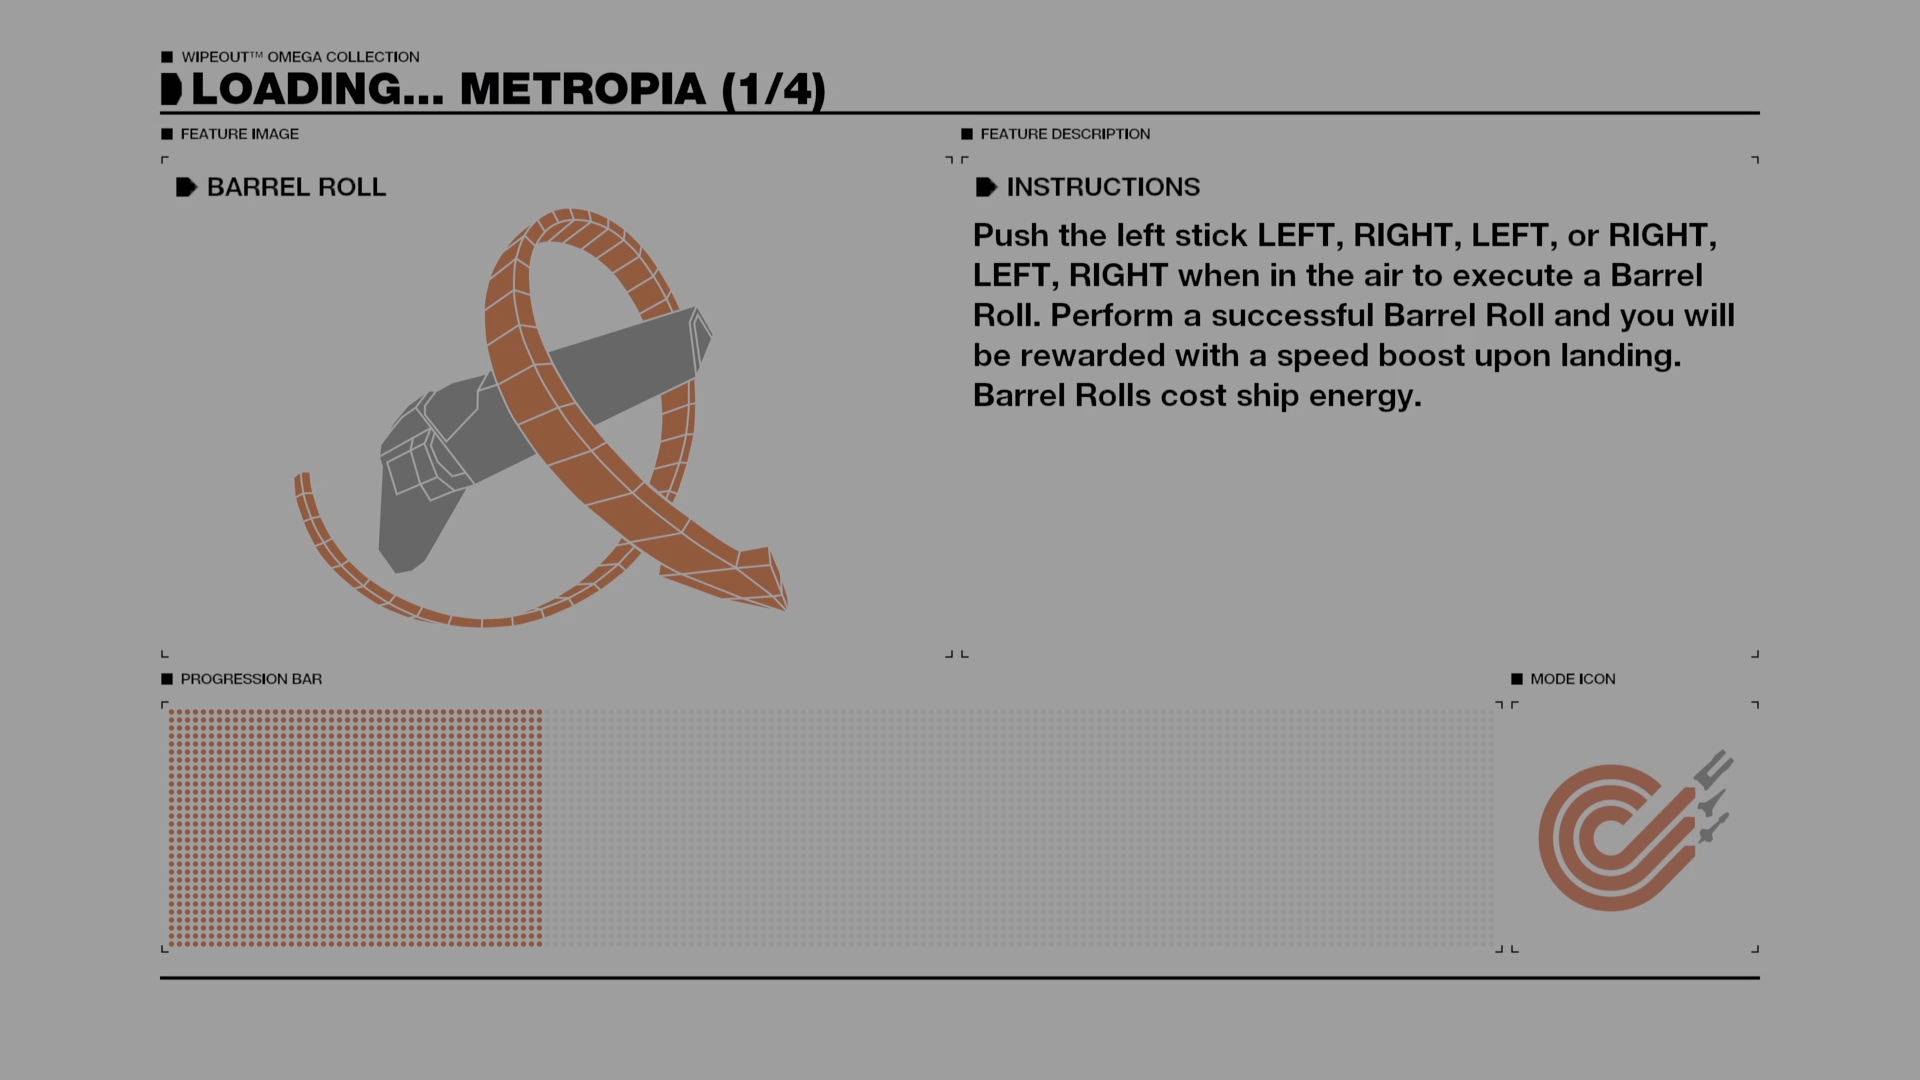 WIPEOUT™ OMEGA COLLECTION
LOADING... METROPIA (1/4)
FEATURE IMAGE
BARREL ROLL
FEATURE DESCRIPTION
INSTRUCTIONS
Push the left stick LEFT, RIGHT, LEFT, or RIGHT,
LEFT, RIGHT when in the air to execute a Barrel
Roll. Perform a successful Barrel Roll and you will
be rewarded with a speed boost upon landing.
Barrel Rolls cost ship energy.
PROGRESSION BAR
MODE ICON